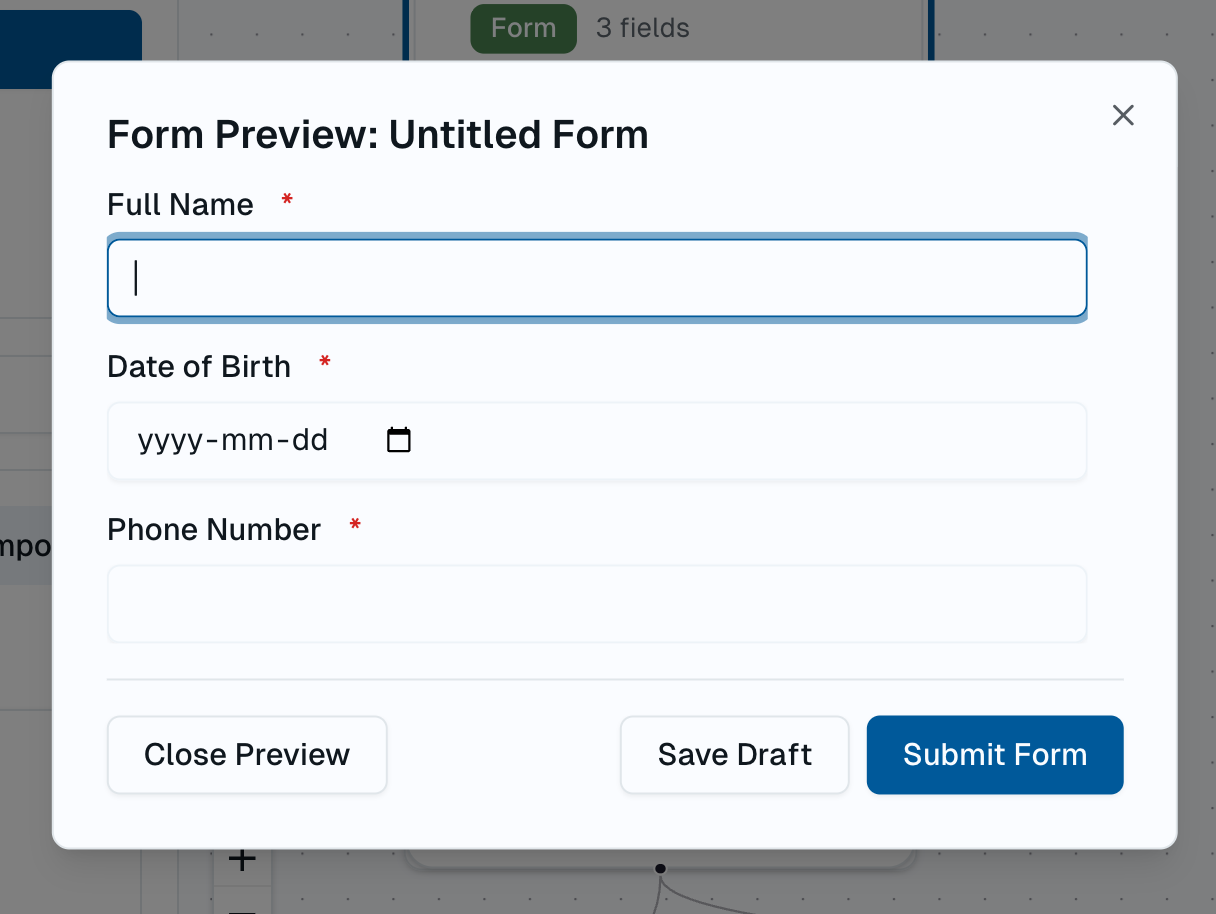 Form 3 fields
Form Preview: Untitled Form
Full Name *
Date of Birth *
yyyy-mm-dd
Phone Number *
mpo
Close Preview Save Draft Submit Form